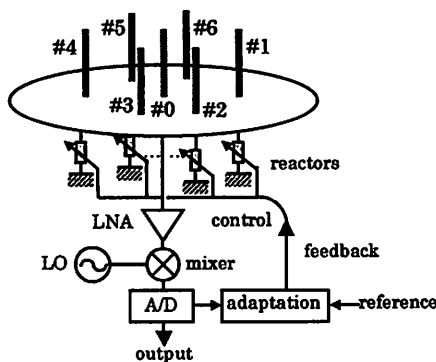 #5 #6
#4 #1
#3 #0 #2
reactors
LNA
control
feedback
LO
mixer
A/D
adaptation
reference
output